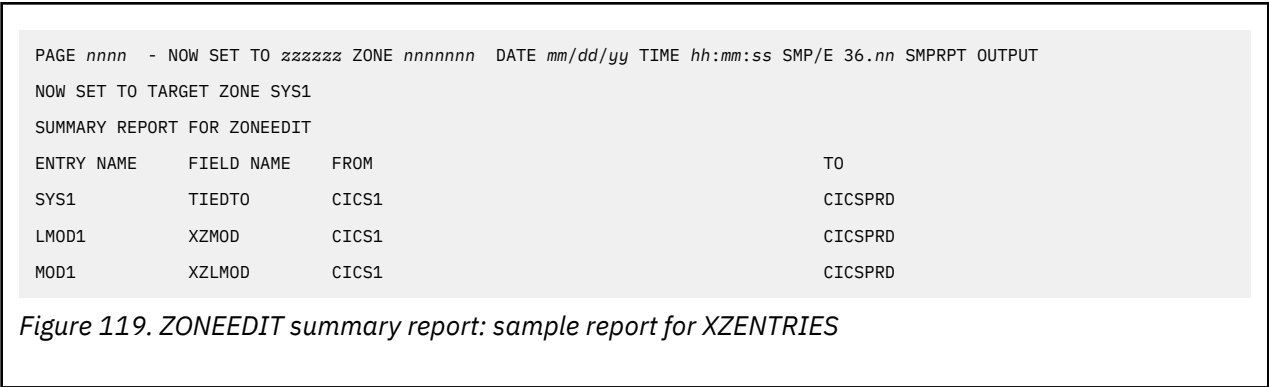 PAGE nnnn - NOW SET TO zzzzzz ZONE nnnnnnn DATE mm/dd/yy TIME hh:mm:ss SMP/E 36.nn SMPRPT OUTPUT
NOW SET TO TARGET ZONE SYS1
SUMMARY REPORT FOR ZONEEDIT
ENTRY NAME FIELD NAME FROM TO
SYS1 TIEDTO CICS1 CICSPRD
LMOD1 XZMOD CICS1 CICSPRD
MOD1 XZLMOD CICS1 CICSPRD
Figure 119. ZONEEDIT summary report: sample report for XZENTRIES